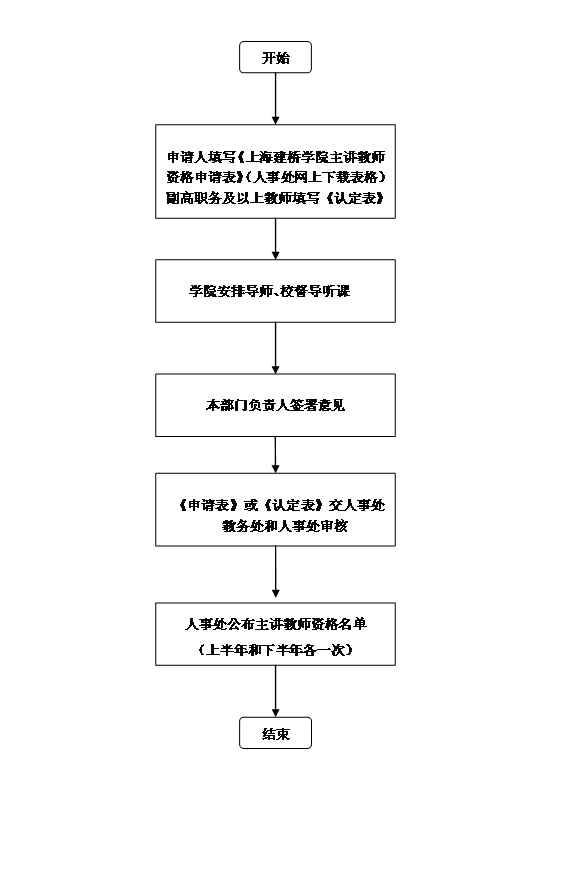 开始
申请人填写《上海建桥学院主讲教师
资格申请表》（人事处网上下载表格）
副高职务及以上教师填写《认定表》
学院安排导师、校督导听课
本部门负责人签署意见
《申请表》或《认定表》交人事处
教务处和人事处审核
人事处公布主讲教师资格名单
（上半年和下半年各一次）
结束